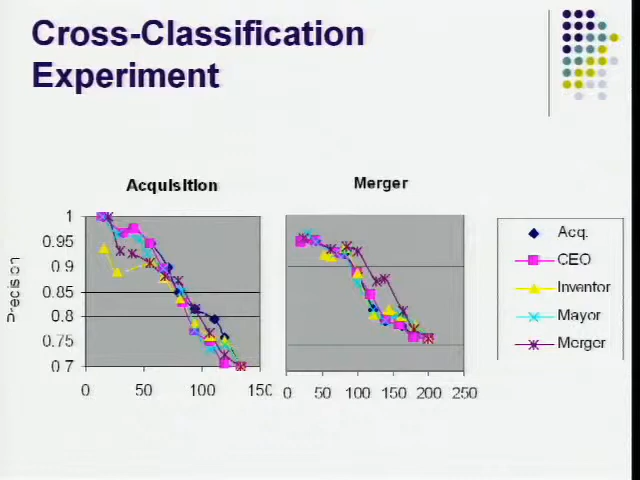 Cross-Classification
Experiment
Acquisition
Merger
Precision
1
0.95
0.9
0.85
0.8
0.75
0.7
0
50
100
150
0 50 100 150 200 250
Acq.
CEO
Inventor
Mayor
Merger